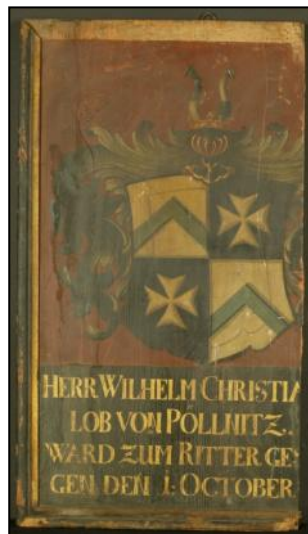 HERR WILHELM CHRISTIA
LOB VON PÖLLNITZ..
WARD ZUM RITTER GE:
GEN DEN 1. OCTOBER